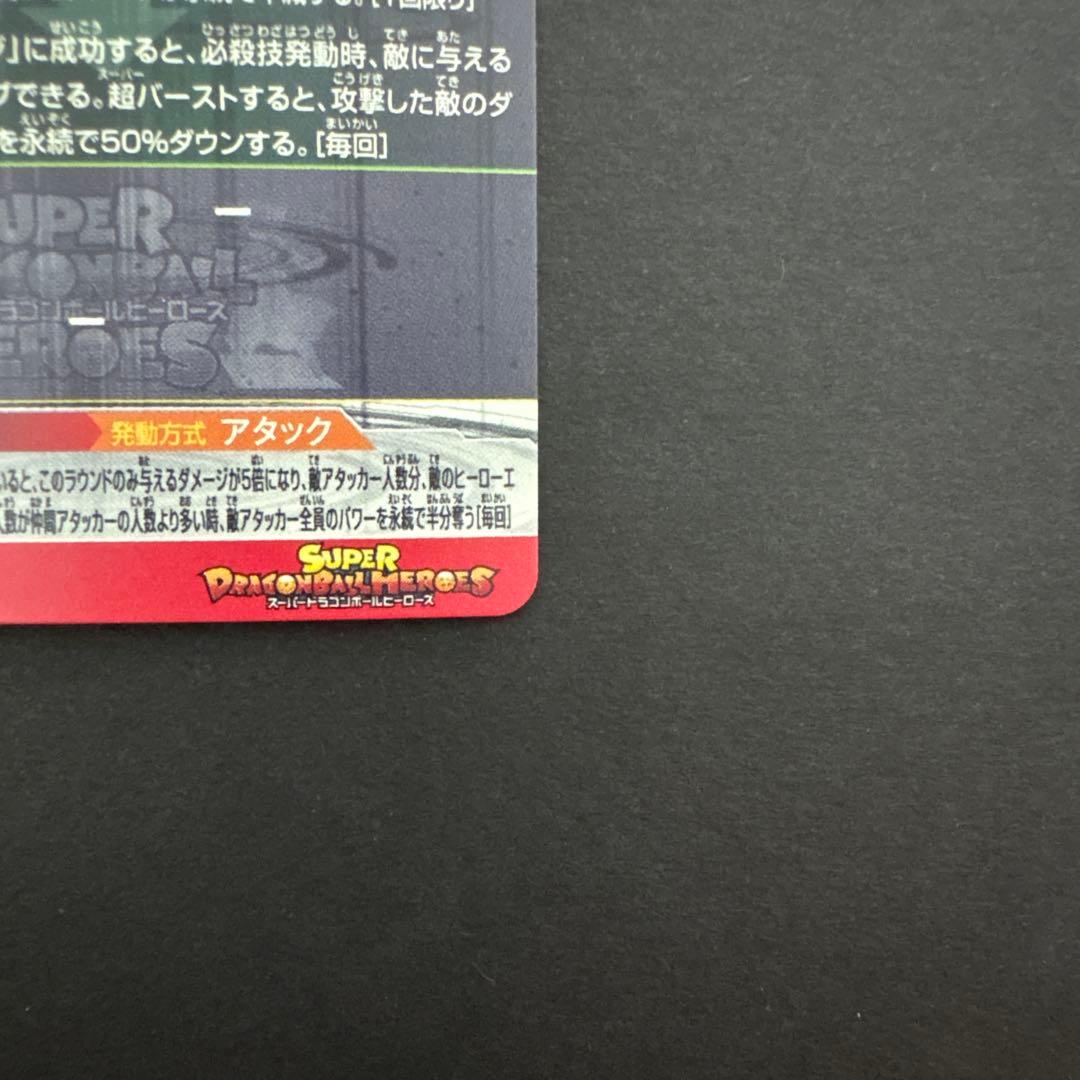 」に成功すると、必殺技発動時、敵に与える
できる。超バーストすると、攻撃した敵のダ
を永続で50%ダウンする。[毎回]
SUPER
DRAGONBALL
ラゴンボールヒーローズ
HEROES
発動方式 アタック
いると、このラウンドのみ与えるダメージが5倍になり、敵アタッカー人数分、敵のヒーローエ
人数が仲間アタッカーの人数より多い時、敵アタッカー全員のパワーを永続で半分奪う[毎回]
SUPER
DRAGONBALL HEROES
スーパードラゴンボールヒーローズ